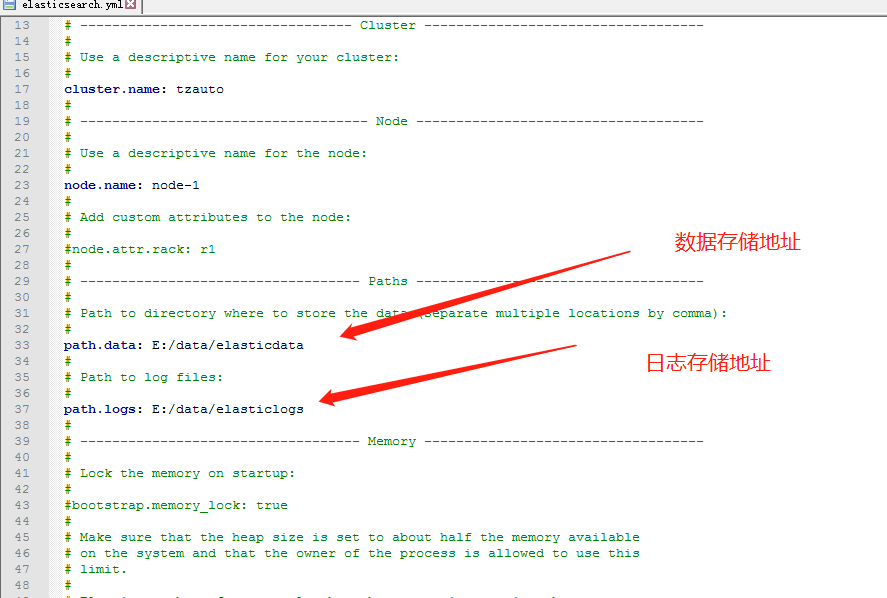 elasticsearch.yml
13 # ---------------------------------- Cluster -----------------------------------
14 #
15 # Use a descriptive name for your cluster:
16 #
17 cluster.name: tzauto
18 #
19 # ------------------------------------ Node ------------------------------------
20 #
21 # Use a descriptive name for the node:
22 #
23 node.name: node-1
24 #
25 # Add custom attributes to the node:
26 #
27 #node.attr.rack: r1
数据存储地址
28 #
29 # ----------------------------------- Paths ------------------------------------
30 #
31 # Path to directory where to store the data (separate multiple locations by comma):
32 #
33 path.data: E:/data/elasticdata
34 #
日志存储地址
35 # Path to log files:
36 #
37 path.logs: E:/data/elasticlogs
38 #
39 # ----------------------------------- Memory -----------------------------------
40 #
41 # Lock the memory on startup:
42 #
43 #bootstrap.memory_lock: true
44 #
45 # Make sure that the heap size is set to about half the memory available
46 # on the system and that the owner of the process is allowed to use this
47 # limit.
48 #